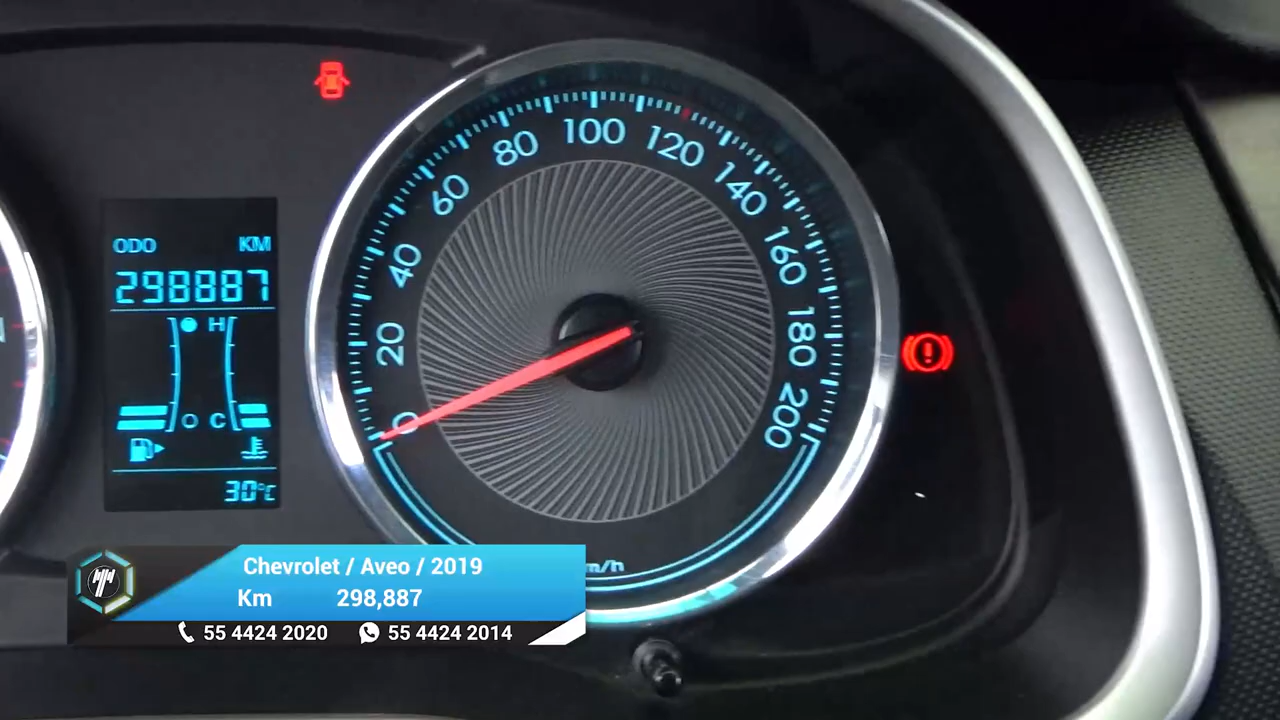 ODO KM
298887
H
O C
30°C
0
20
40
60
80
100
120
140
160
180
200
m/h
Chevrolet / Aveo / 2019
Km 298,887
55 4424 2020 55 4424 2014